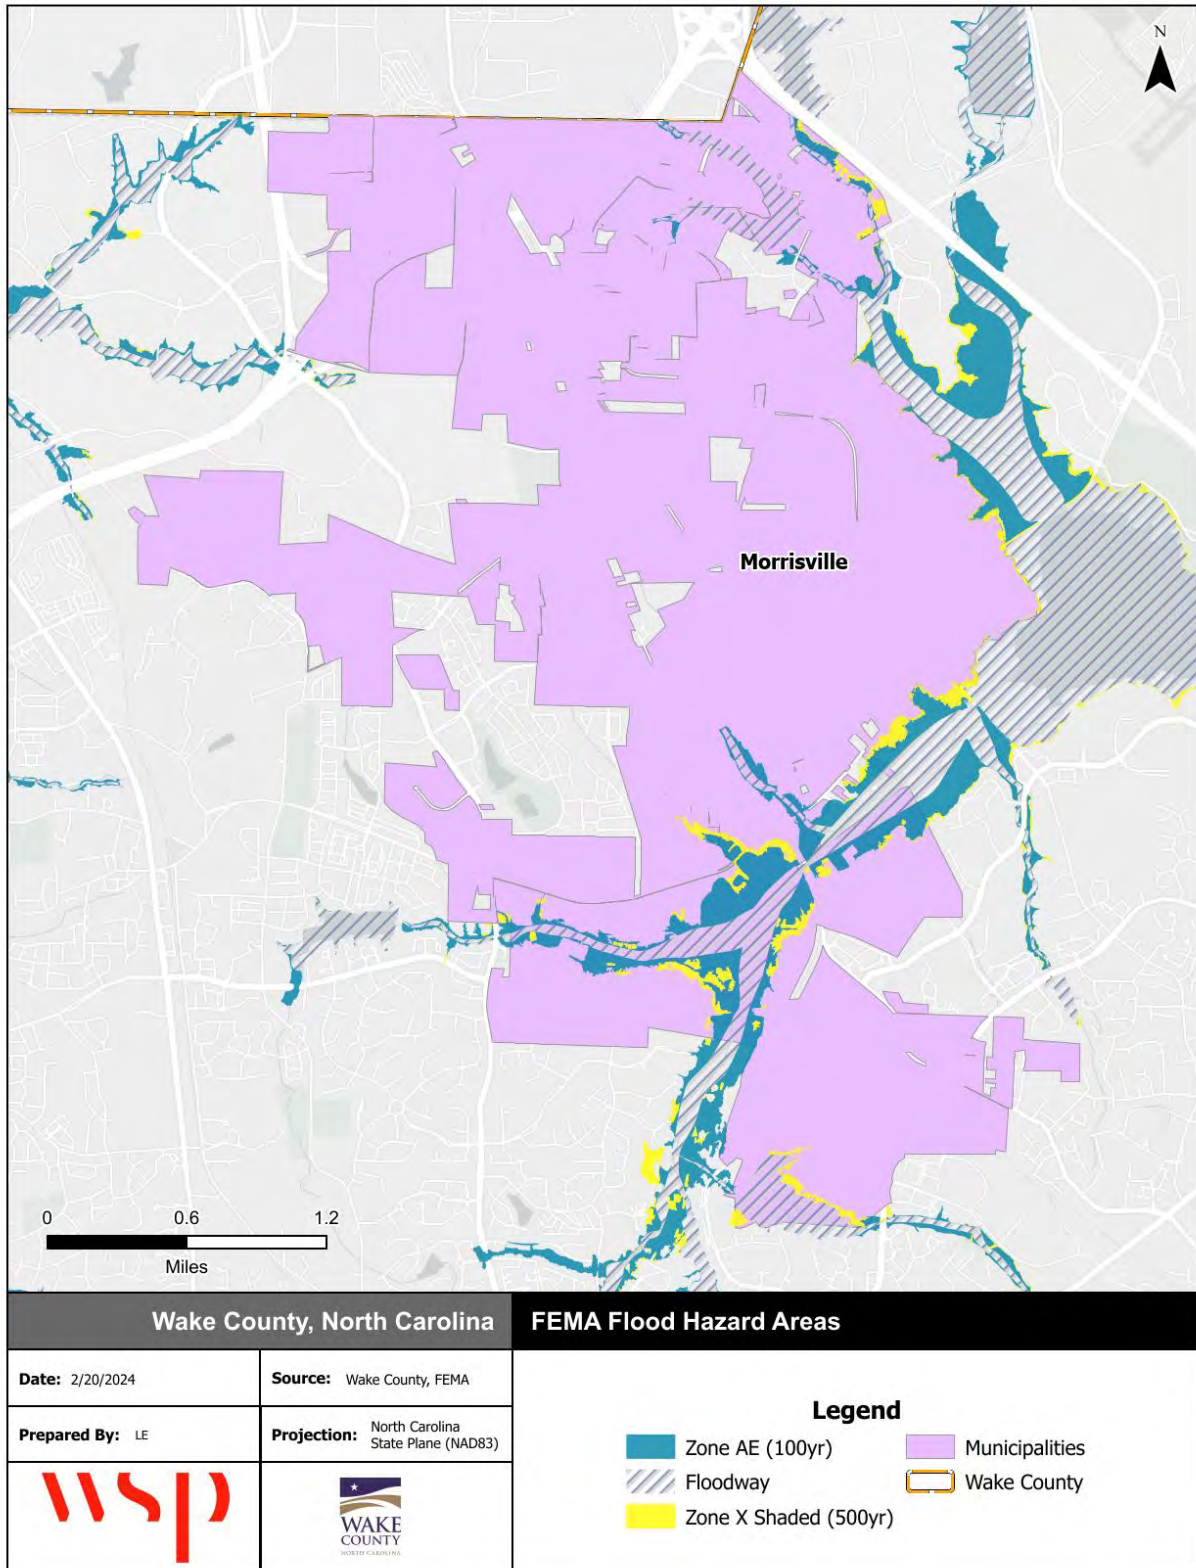 N
Morrisville
0 0.6 1.2
Miles
Wake County, North Carolina
FEMA Flood Hazard Areas
Date: 2/20/2024
Source: Wake County, FEMA
Prepared By: LE
Projection: North Carolina
State Plane (NAD83)
wsp
WAKE
COUNTY
NORTH CAROLINA
Legend
Zone AE (100yr)
Floodway
Zone X Shaded (500yr)
Municipalities
Wake County